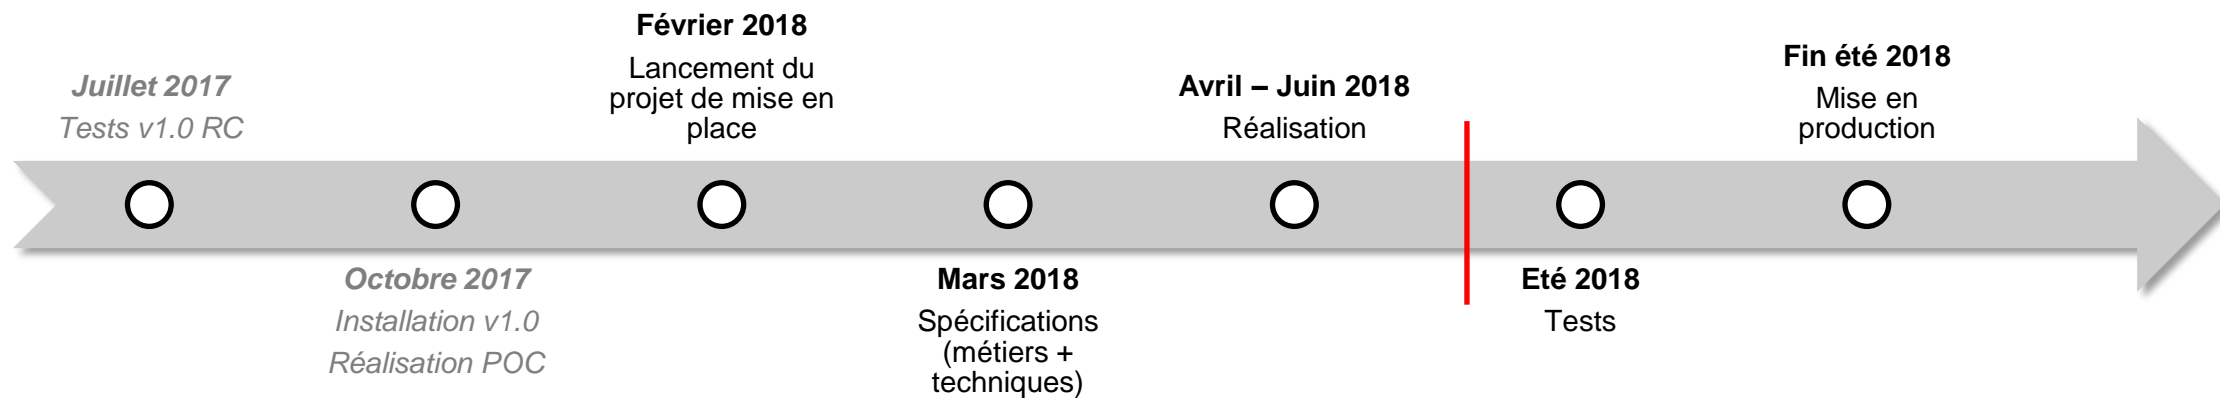 Juillet 2017
Tests v1.0 RC
Octobre 2017
Installation v1.0
Réalisation POC
Février 2018
Lancement du
projet de mise en
place
Mars 2018
Spécifications
(métiers +
techniques)
Avril – Juin 2018
Réalisation
Eté 2018
Tests
Fin été 2018
Mise en
production